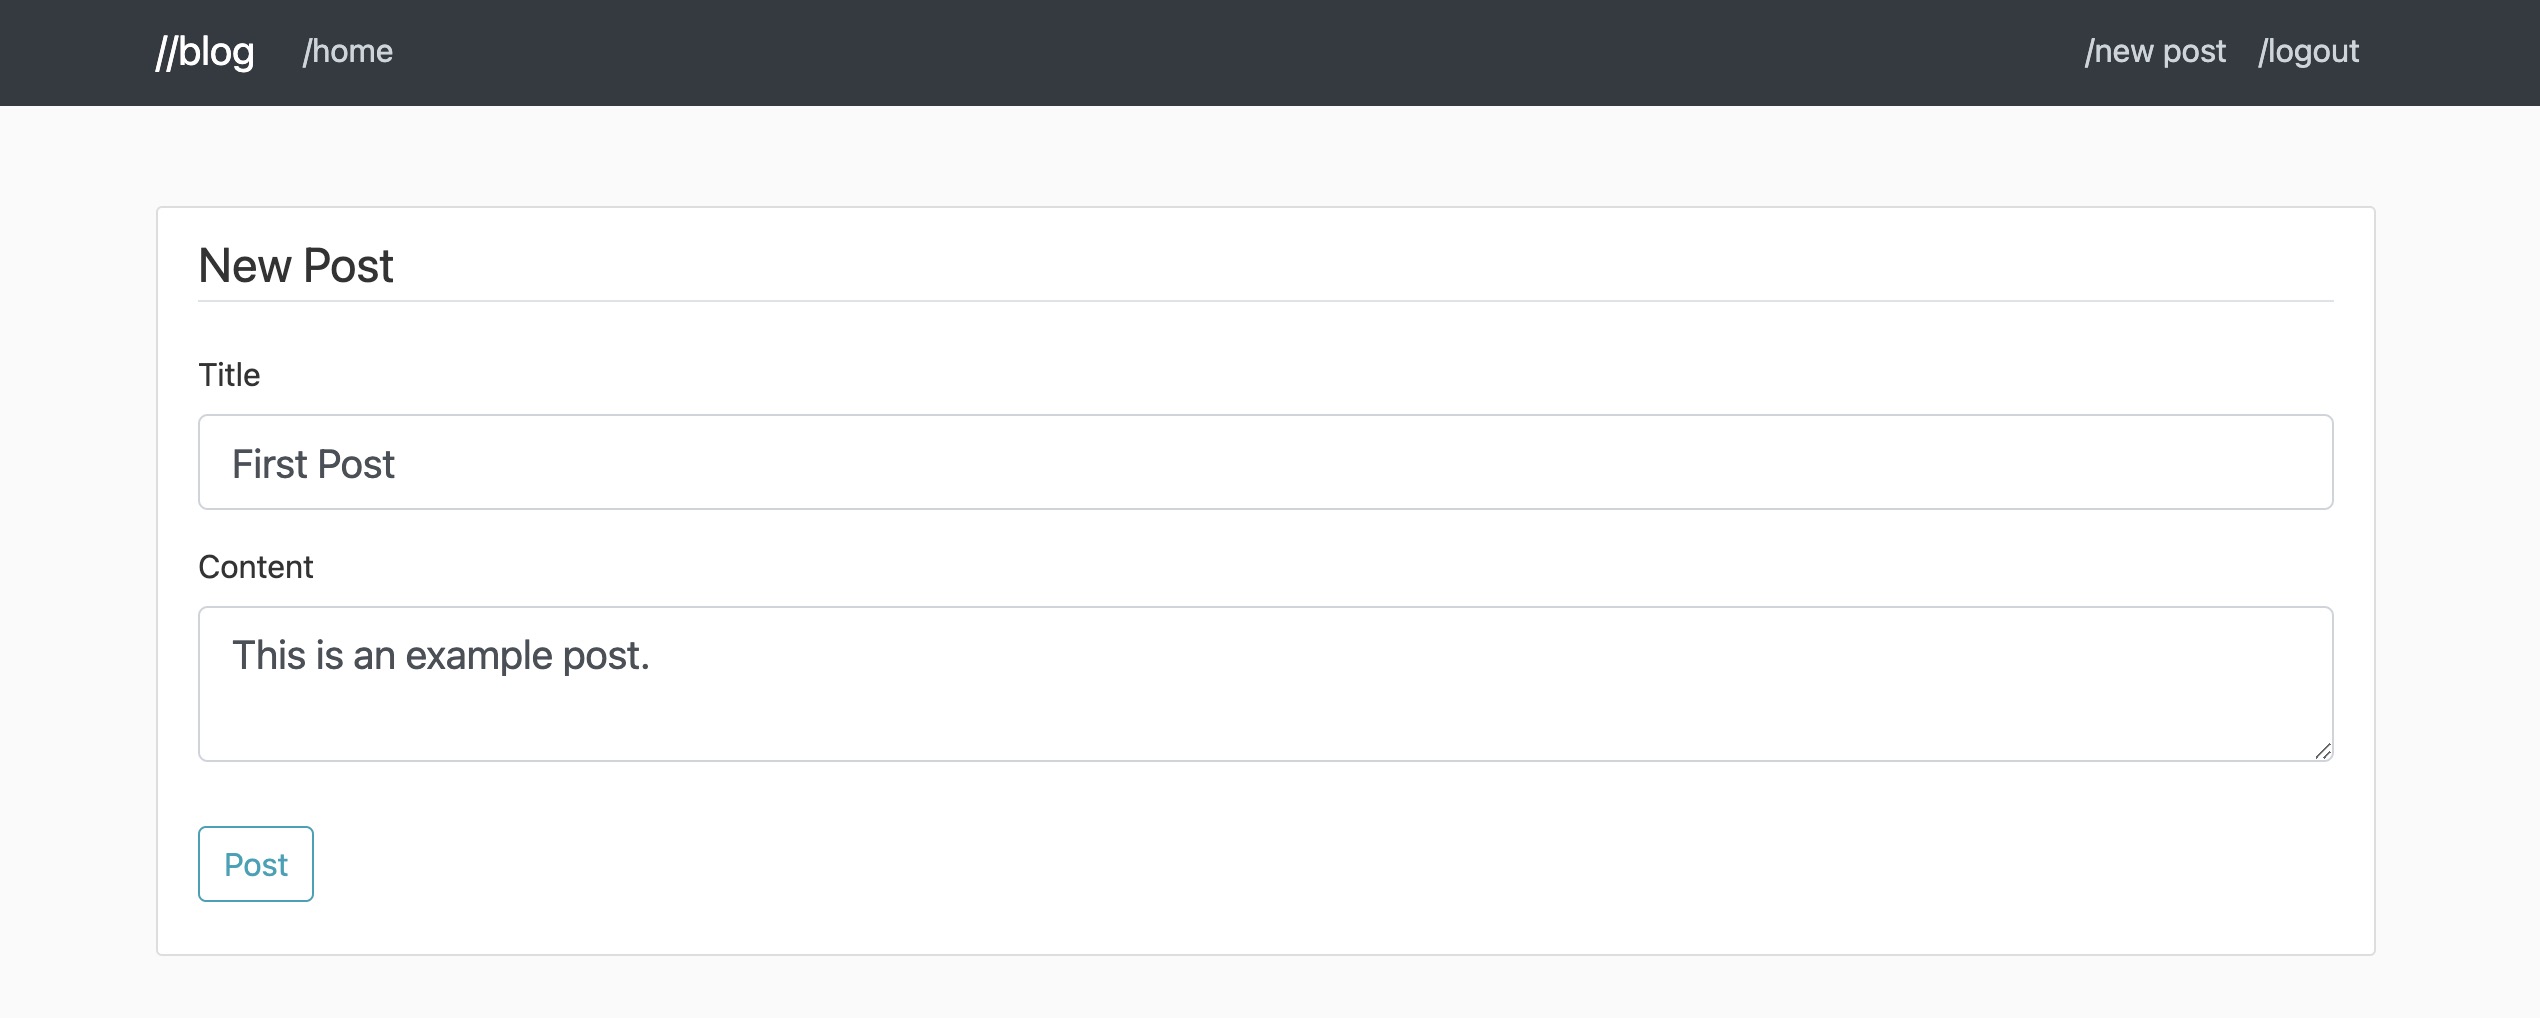 //blog /home /new post /logout
New Post
Title
First Post
Content
This is an example post.
Post